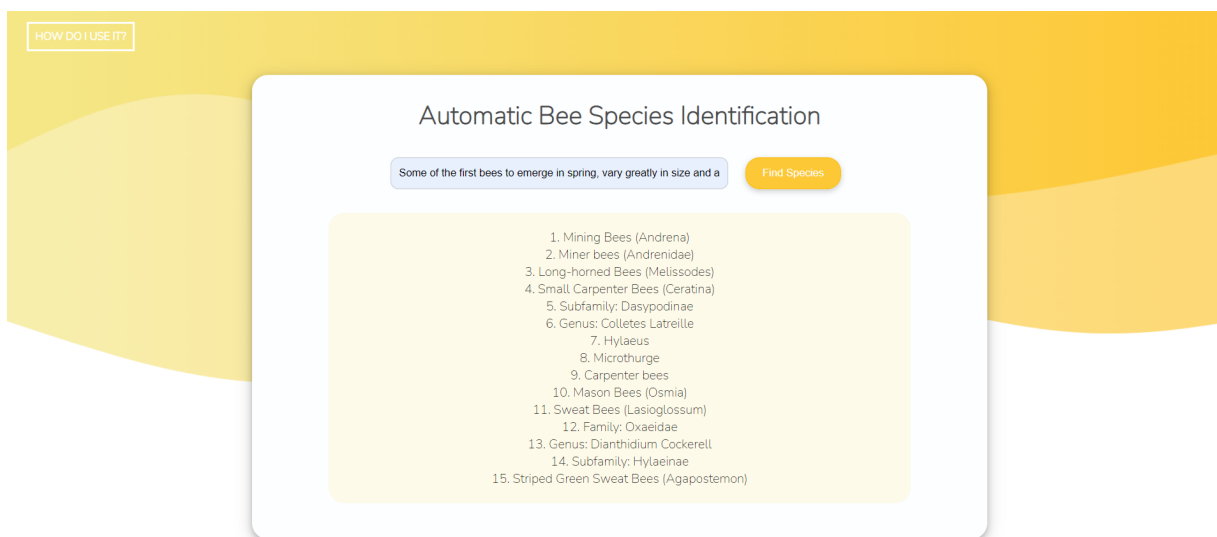 HOW DO I USE IT?
Automatic Bee Species Identification
Some of the first bees to emerge in spring, vary greatly in size and a
Find Species
1. Mining Bees (Andrena)
2. Miner bees (Andrenidae)
3. Long-horned Bees (Melissodes)
4. Small Carpenter Bees (Ceratina)
5. Subfamily: Dasypodinae
6. Genus: Colletes Latreille
7. Hylaeus
8. Microthurge
9. Carpenter bees
10. Mason Bees (Osmia)
11. Sweat Bees (Lasioglossum)
12. Family: Oxaeidae
13. Genus: Dianthidium Cockerell
14. Subfamily: Hylaeinae
15. Striped Green Sweat Bees (Agapostemon)